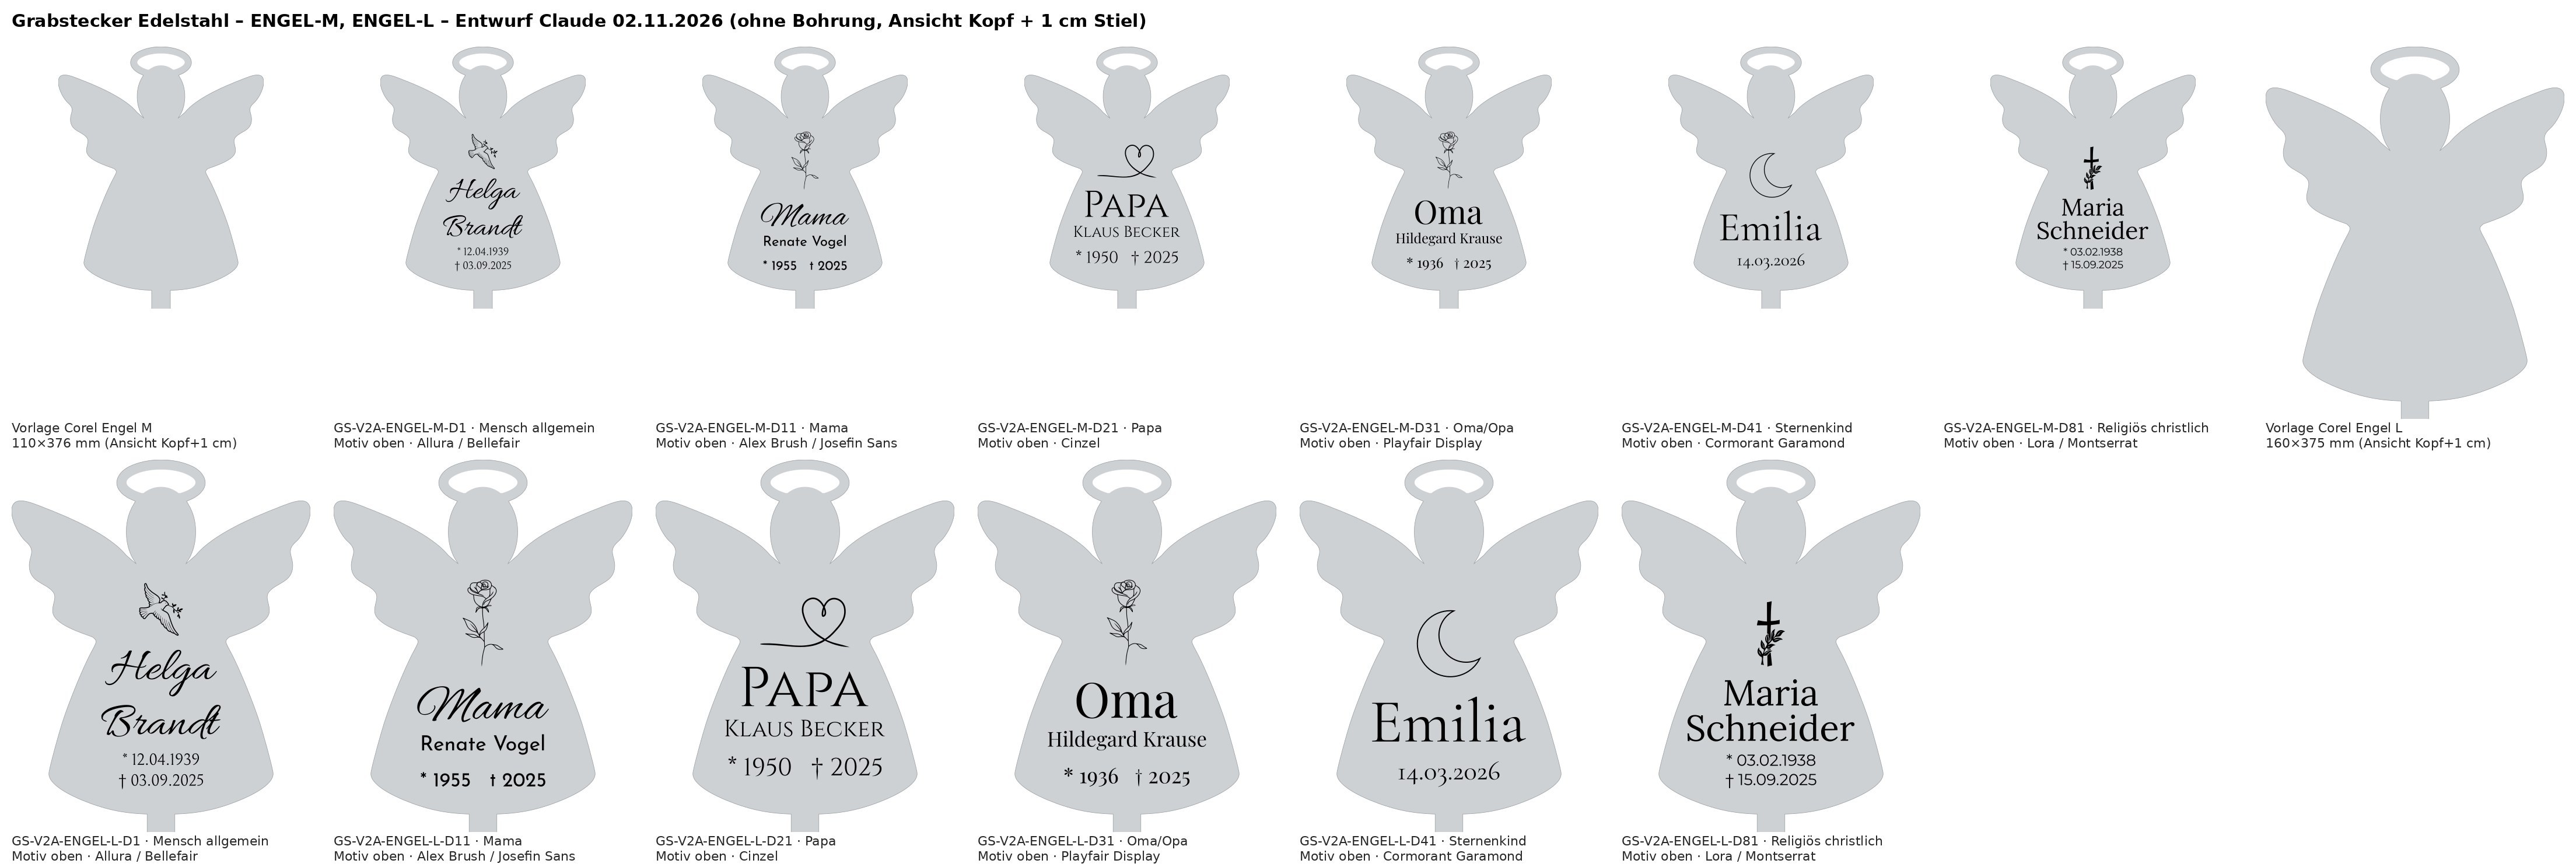 Grabstecker Edelstahl – ENGEL-M, ENGEL-L – Entwurf Claude 02.11.2026 (ohne Bohrung, Ansicht Kopf + 1 cm Stiel)
Vorlage Corel Engel M
110×376 mm (Ansicht Kopf+1 cm)
Helga
Brandt
* 12.04.1939
† 03.09.2025
GS-V2A-ENGEL-M-D1 · Mensch allgemein
Motiv oben · Allura / Bellefair
Mama
Renate Vogel
* 1955 † 2025
GS-V2A-ENGEL-M-D11 · Mama
Motiv oben · Alex Brush / Josefin Sans
PAPA
KLAUS BECKER
* 1950 † 2025
GS-V2A-ENGEL-M-D21 · Papa
Motiv oben · Cinzel
Oma
Hildegard Krause
* 1936 † 2025
GS-V2A-ENGEL-M-D31 · Oma/Opa
Motiv oben · Playfair Display
Emilia
14.03.2026
GS-V2A-ENGEL-M-D41 · Sternenkind
Motiv oben · Cormorant Garamond
Maria
Schneider
* 03.02.1938
† 15.09.2025
GS-V2A-ENGEL-M-D81 · Religiös christlich
Motiv oben · Lora / Montserrat
Vorlage Corel Engel L
160×375 mm (Ansicht Kopf+1 cm)
Helga
Brandt
* 12.04.1939
† 03.09.2025
GS-V2A-ENGEL-L-D1 · Mensch allgemein
Motiv oben · Allura / Bellefair
Mama
Renate Vogel
* 1955 † 2025
GS-V2A-ENGEL-L-D11 · Mama
Motiv oben · Alex Brush / Josefin Sans
PAPA
KLAUS BECKER
* 1950 † 2025
GS-V2A-ENGEL-L-D21 · Papa
Motiv oben · Cinzel
Oma
Hildegard Krause
* 1936 † 2025
GS-V2A-ENGEL-L-D31 · Oma/Opa
Motiv oben · Playfair Display
Emilia
14.03.2026
GS-V2A-ENGEL-L-D41 · Sternenkind
Motiv oben · Cormorant Garamond
Maria
Schneider
* 03.02.1938
† 15.09.2025
GS-V2A-ENGEL-L-D81 · Religiös christlich
Motiv oben · Lora / Montserrat